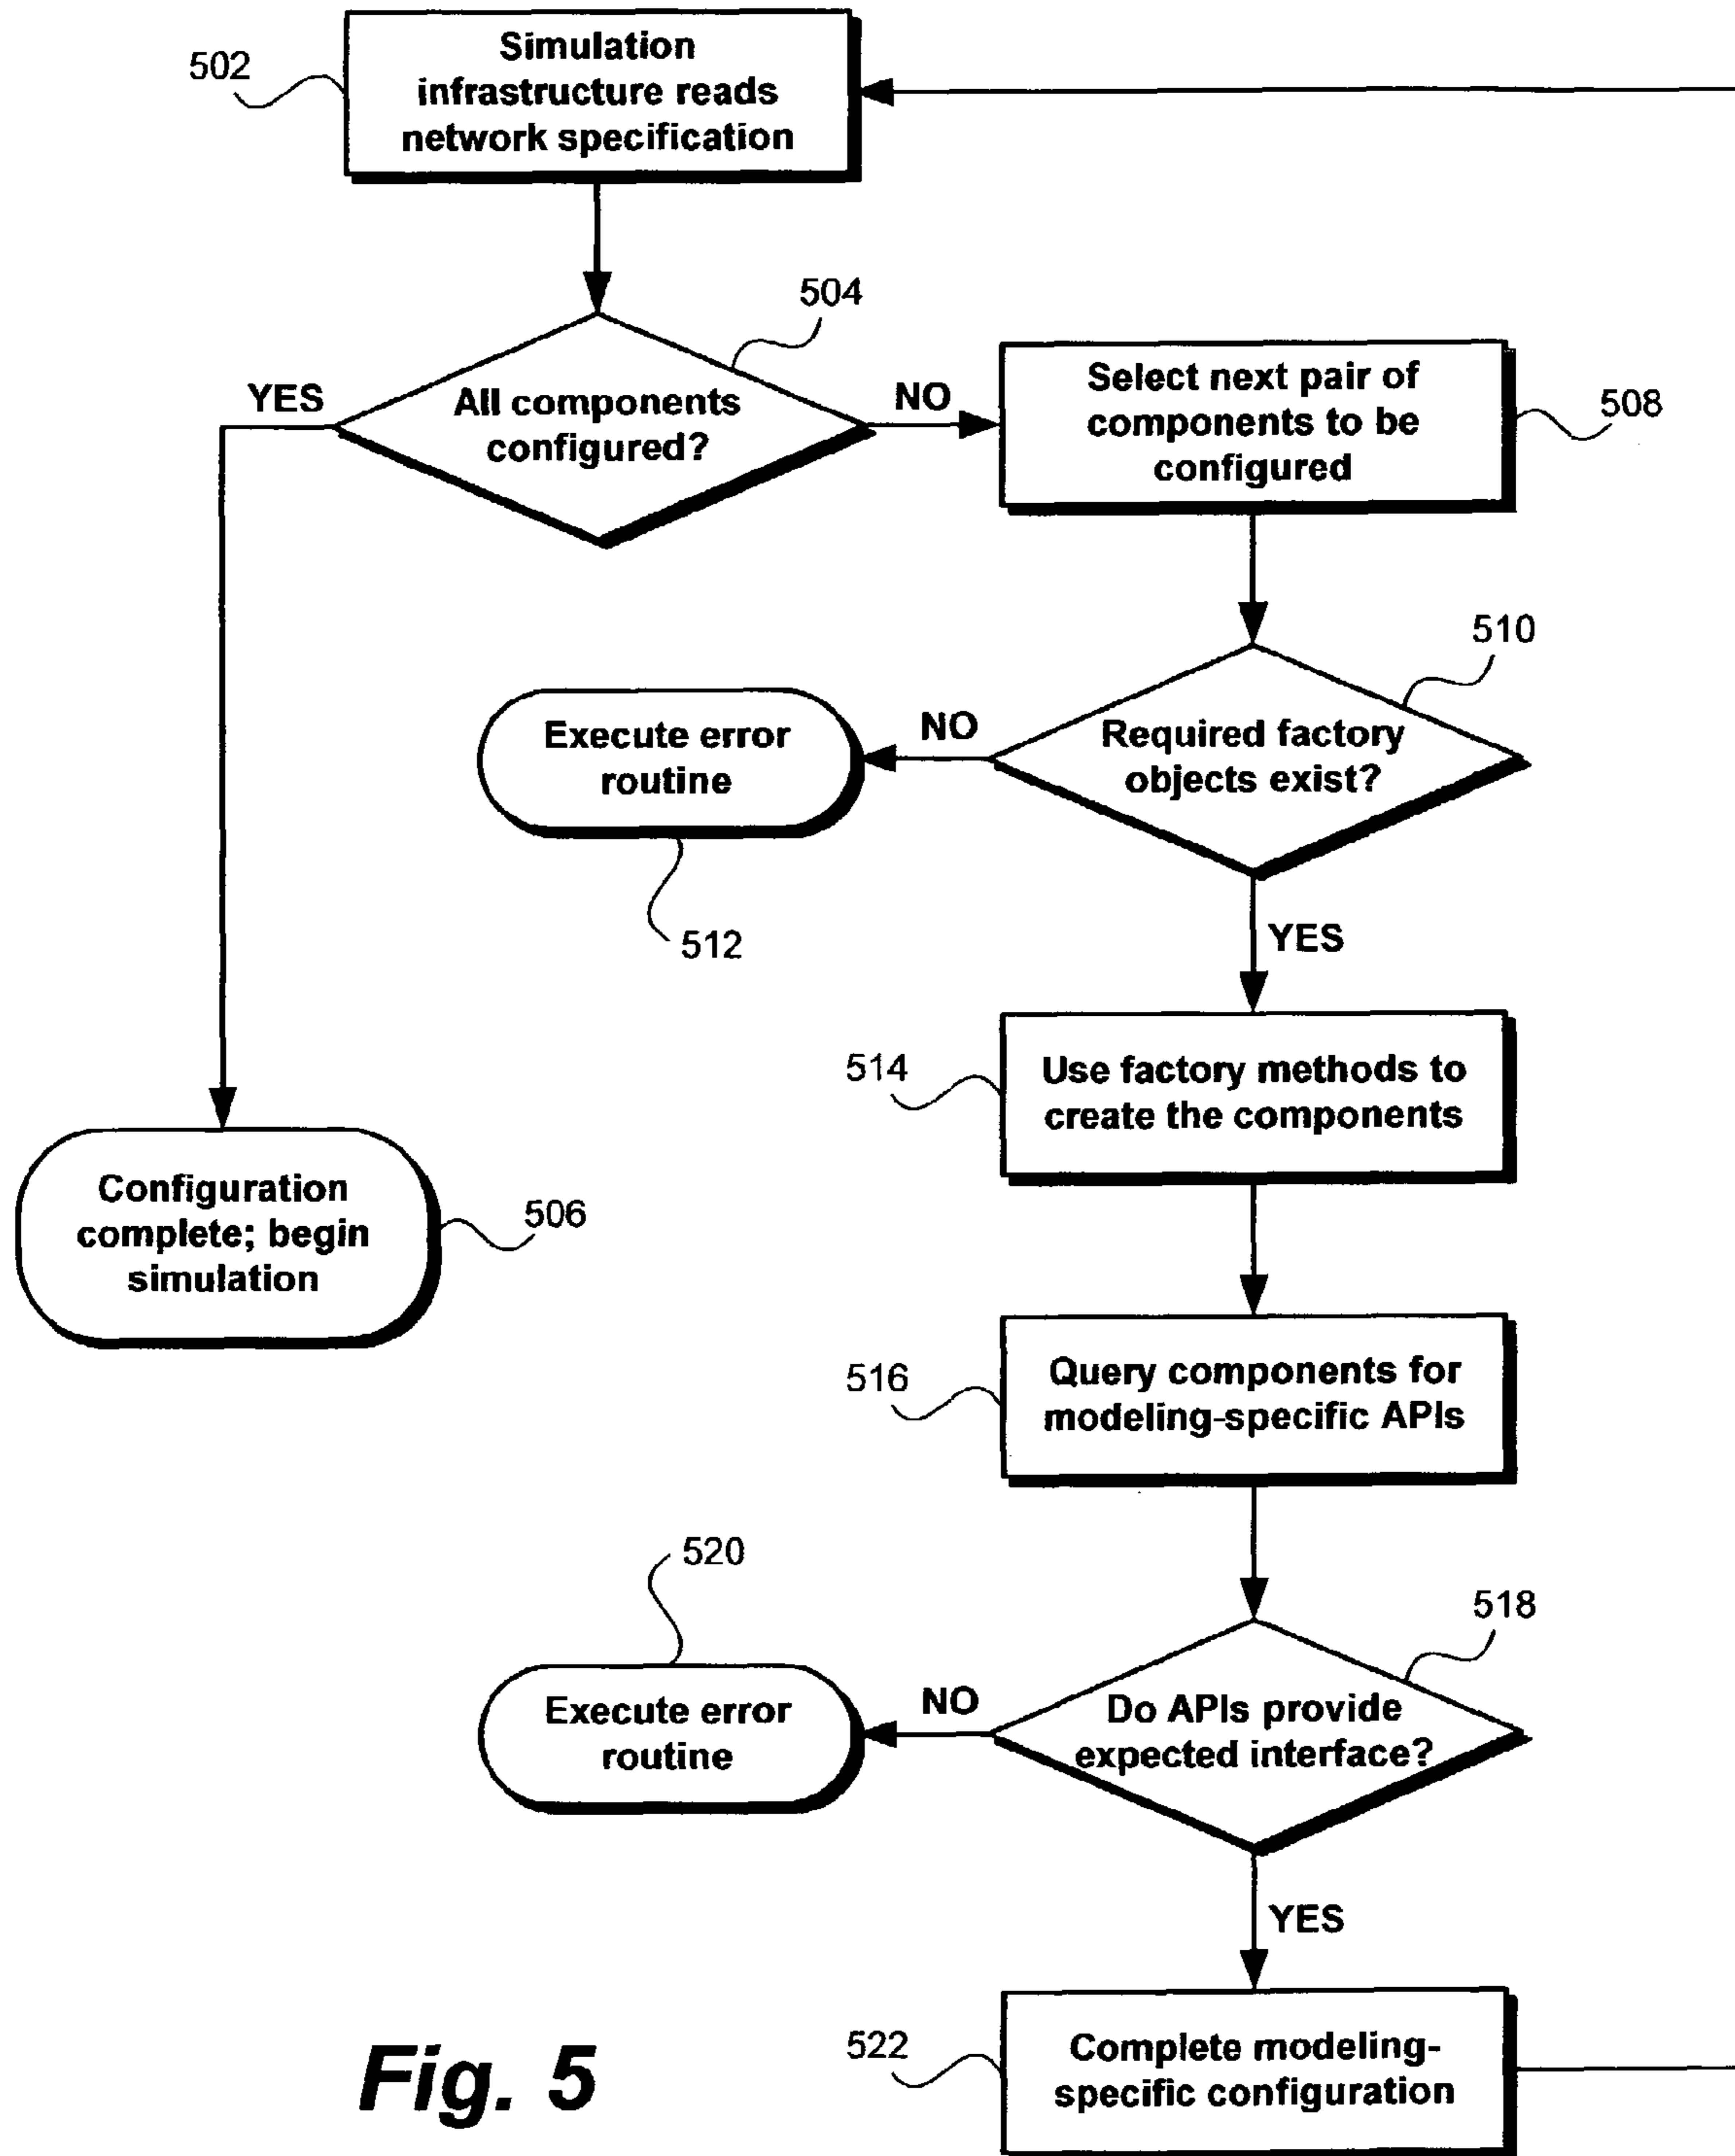 502
Simulation
infrastructure reads
network specification
504
All components
configured?
YES
NO
Select next pair of
components to be
configured
508
510
Required factory
objects exist?
NO
Execute error
routine
512
YES
514
Use factory methods to
create the components
Configuration
complete; begin
simulation
506
516
Query components for
modeling-specific APIs
518
Do APIs provide
expected interface?
NO
520
Execute error
routine
YES
522
Complete modeling-
specific configuration
Fig. 5